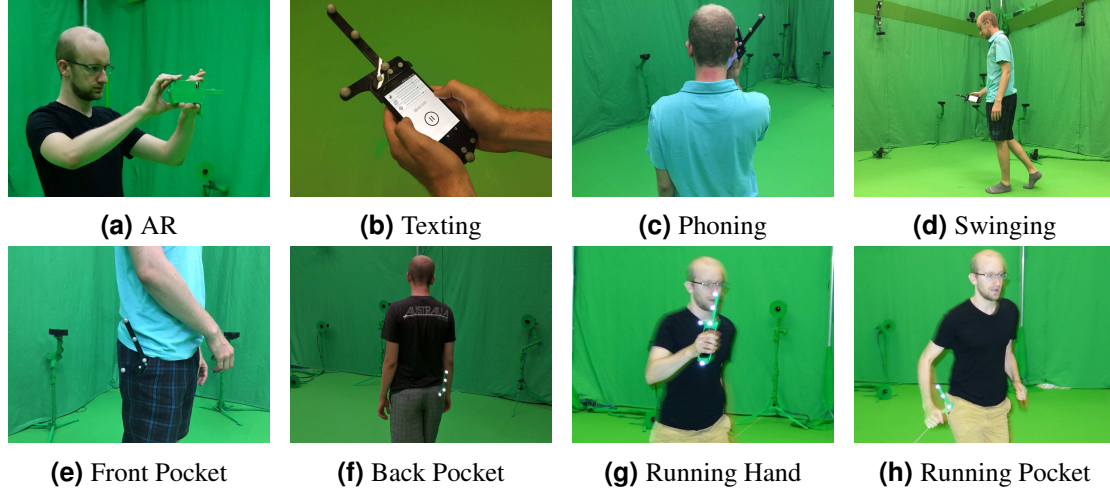 (a) AR
(b) Texting
(c) Phoning
(d) Swinging
AUSTRALIA
(e) Front Pocket
(f) Back Pocket
(g) Running Hand
(h) Running Pocket